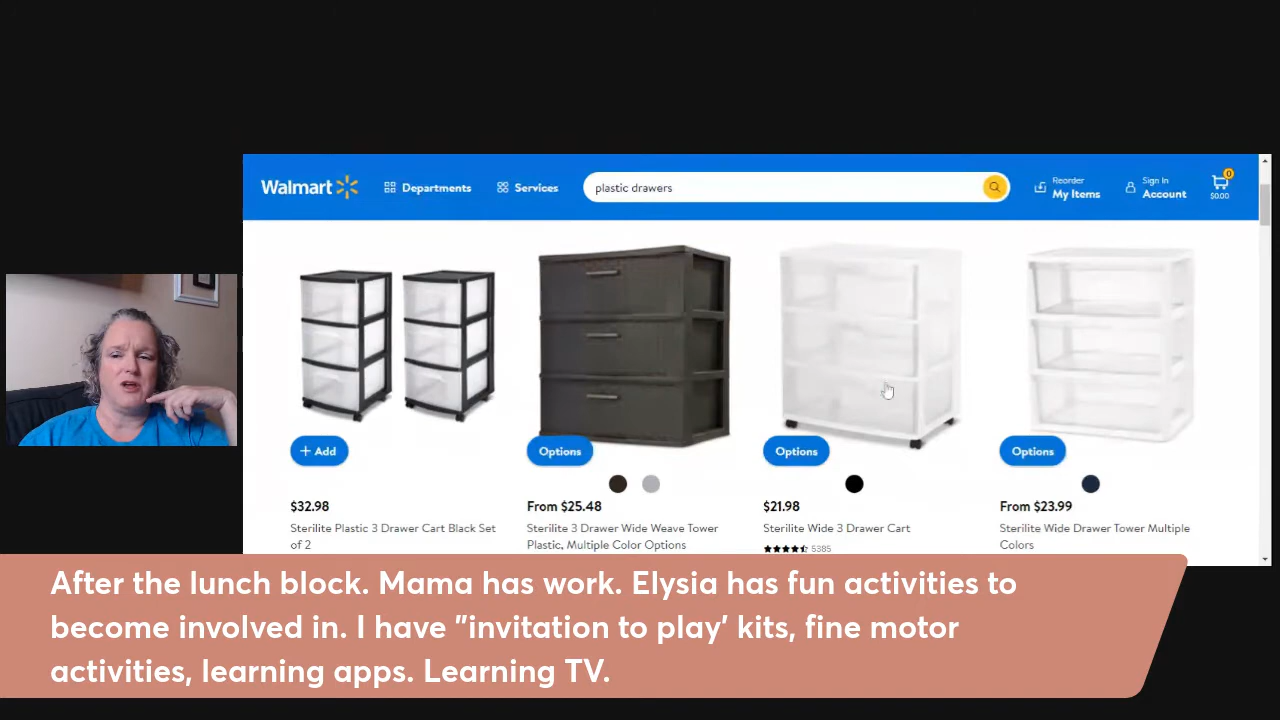 Walmart
Departments
Services
plastic drawers
Reorder
My Items
Sign In
Account
0
$0.00
+ Add
Options
Options
Options
$32.98
From $25.48
$21.98
From $23.99
Sterilite Plastic 3 Drawer Cart Black Set
of 2
Sterilite 3 Drawer Wide Weave Tower
Plastic, Multiple Color Options
Sterilite Wide 3 Drawer Cart
5385
Sterilite Wide Drawer Tower Multiple
Colors
After the lunch block. Mama has work. Elysia has fun activities to
become involved in. I have "invitation to play' kits, fine motor
activities, learning apps. Learning TV.